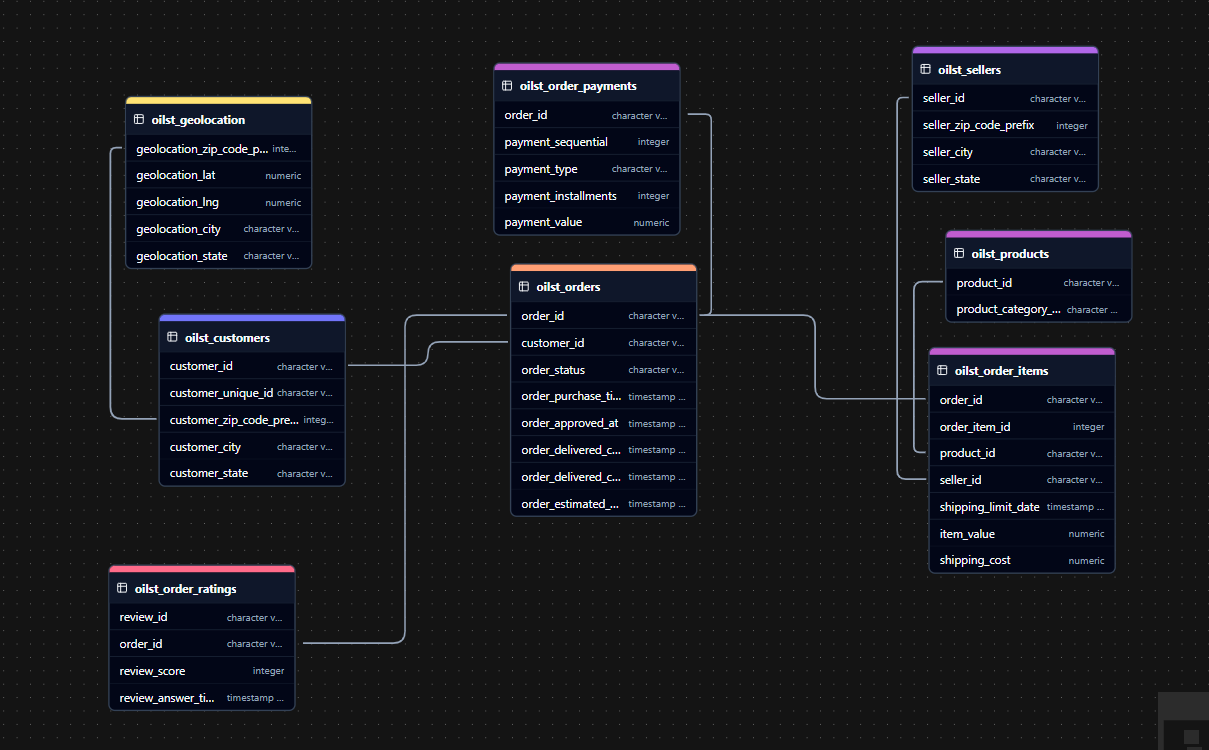 oilst_geolocation
geolocation_zip_code_p... inte...
geolocation_lat numeric
geolocation_lng numeric
geolocation_city character v...
geolocation_state character v...
oilst_customers
customer_id character v...
customer_unique_id character v...
customer_zip_code_pre... integ...
customer_city character v...
customer_state character v...
oilst_order_ratings
review_id character v...
order_id character v...
review_score integer
review_answer_ti... timestamp ...
oilst_order_payments
order_id character v...
payment_sequential integer
payment_type character v...
payment_installments integer
payment_value numeric
oilst_orders
order_id character v...
customer_id character v...
order_status character v...
order_purchase_ti... timestamp ...
order_approved_at timestamp ...
order_delivered_c... timestamp ...
order_delivered_c... timestamp ...
order_estimated_... timestamp ...
oilst_sellers
seller_id character v...
seller_zip_code_prefix integer
seller_city character v...
seller_state character v...
oilst_products
product_id character v...
product_category_... character ...
oilst_order_items
order_id character v...
order_item_id integer
product_id character v...
seller_id character v...
shipping_limit_date timestamp ...
item_value numeric
shipping_cost numeric